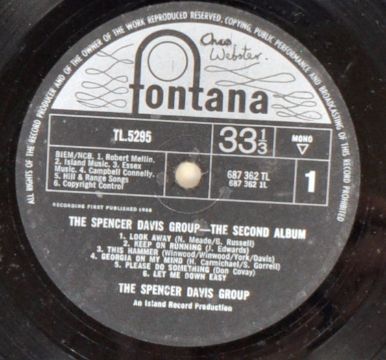 ALL RIGHTS OF THE RECORD PRODUCER AND OF THE OWNER OF THE WORK REPRODUCED RESERVED, COPYING, PUBLIC PERFORMANCE AND BROADCASTING OF THIS RECORD PROHIBITED
Chas Webster.
fontana
TL.5295
33 1/3
MONO
BIEM/NCB. 1. Robert Mellin.
2. Island Music. 3. Essex
Music. 4. Campbell Connelly.
5. Hill & Range Songs
6. Copyright Control
687 362 TL
687 362 1L
1
RECORDING FIRST PUBLISHED
THE SPENCER DAVIS GROUP—THE SECOND ALBUM
1. LOOK AWAY (N. Meade/B. Russell)
2. KEEP ON RUNNING (J. Edwards)
3. THIS HAMMER (Winwood/Winwood/York/Davis)
4. GEORGIA ON MY MIND (H. Carmichael/S. Gorrell)
5. PLEASE DO SOMETHING (Don Covay)
6. LET ME DOWN EASY
THE SPENCER DAVIS GROUP
An Island Record Production